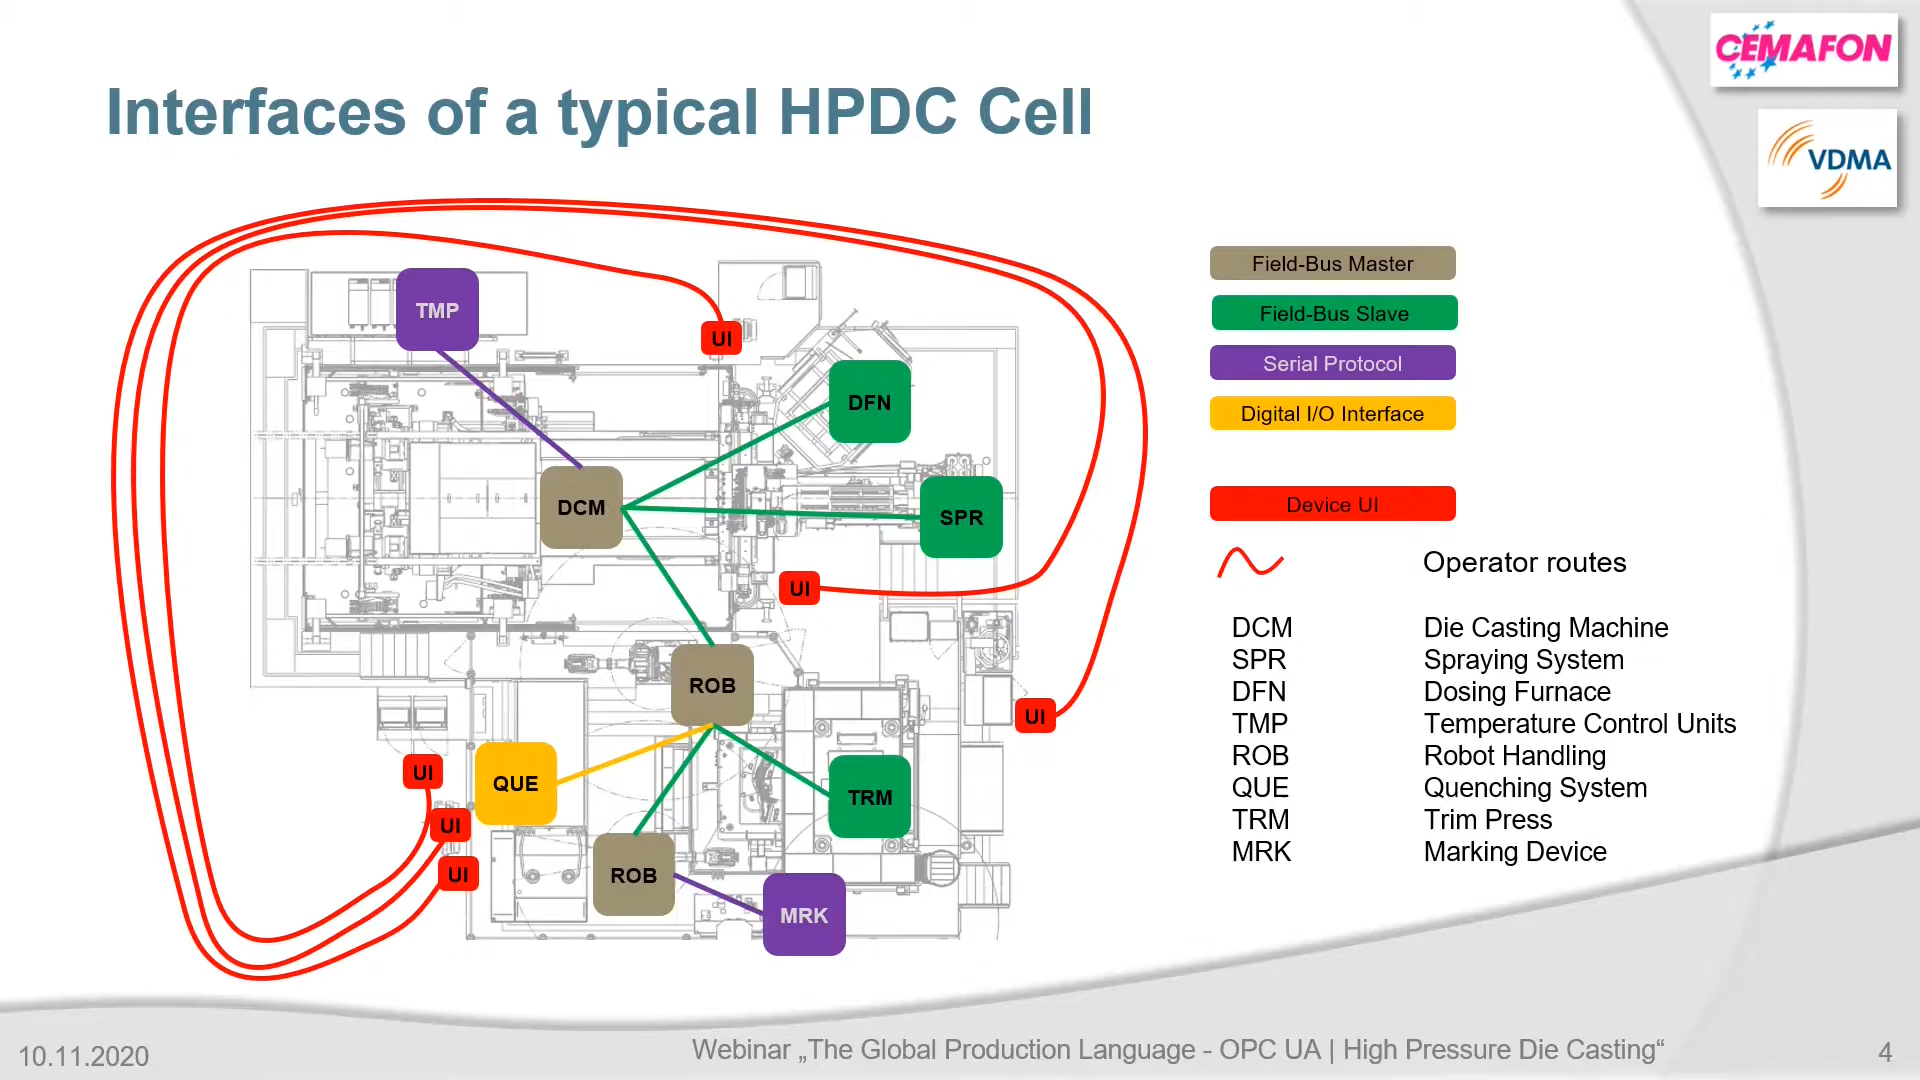 CEMAFON
Interfaces of a typical HPDC Cell
VDMA
TMP
UI
DFN
DCM
SPR
UI
ROB
UI
UI
QUE
TRM
UI
UI
ROB
MRK
Field-Bus Master
Field-Bus Slave
Serial Protocol
Digital I/O Interface
Device UI
Operator routes
DCM Die Casting Machine
SPR Spraying System
DFN Dosing Furnace
TMP Temperature Control Units
ROB Robot Handling
QUE Quenching System
TRM Trim Press
MRK Marking Device
10.11.2020
Webinar „The Global Production Language - OPC UA | High Pressure Die Casting“
4